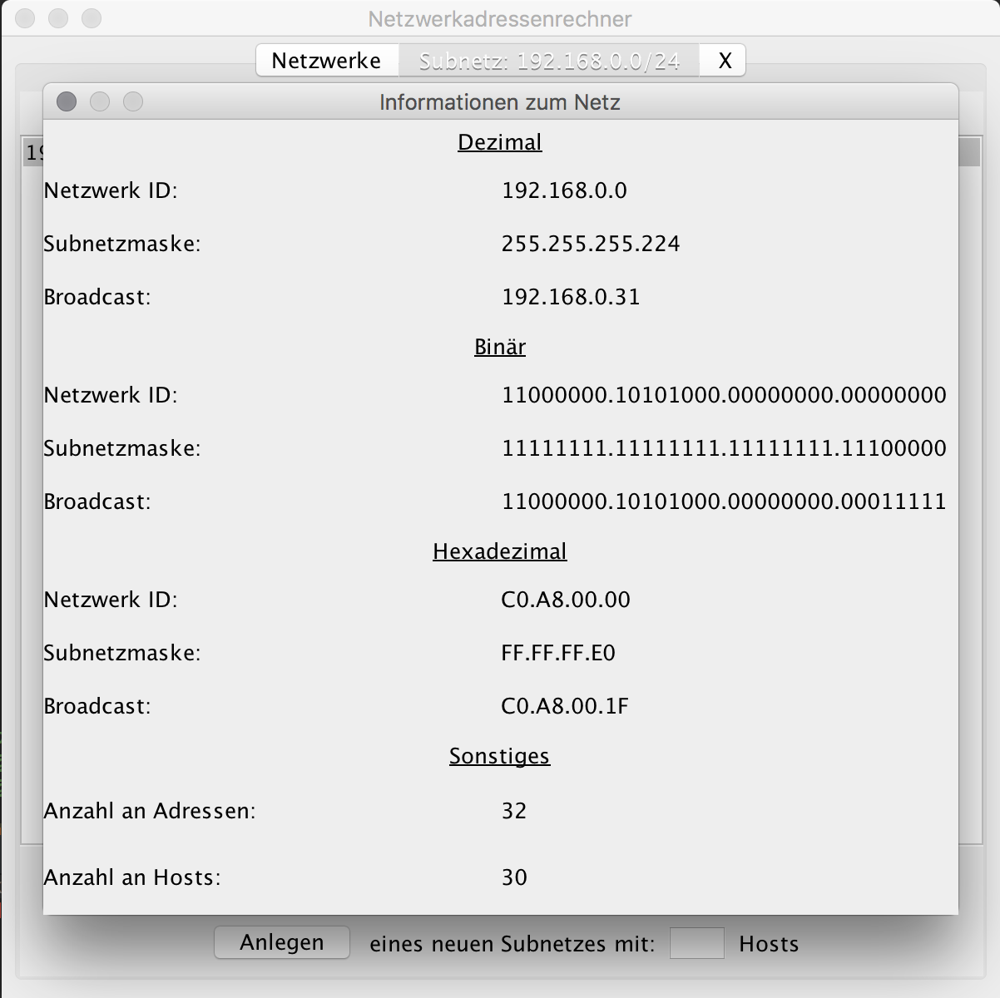 Netzwerkadressenrechner
Netzwerke Subnetz: 192.168.0.0/24 X
Informationen zum Netz
Dezimal
Netzwerk ID: 192.168.0.0
Subnetzmaske: 255.255.255.224
Broadcast: 192.168.0.31
Binär
Netzwerk ID: 11000000.10101000.00000000.00000000
Subnetzmaske: 11111111.11111111.11111111.11100000
Broadcast: 11000000.10101000.00000000.00011111
Hexadezimal
Netzwerk ID: C0.A8.00.00
Subnetzmaske: FF.FF.FF.E0
Broadcast: C0.A8.00.1F
Sonstiges
Anzahl an Adressen: 32
Anzahl an Hosts: 30
Anlegen eines neuen Subnetzes mit: Hosts